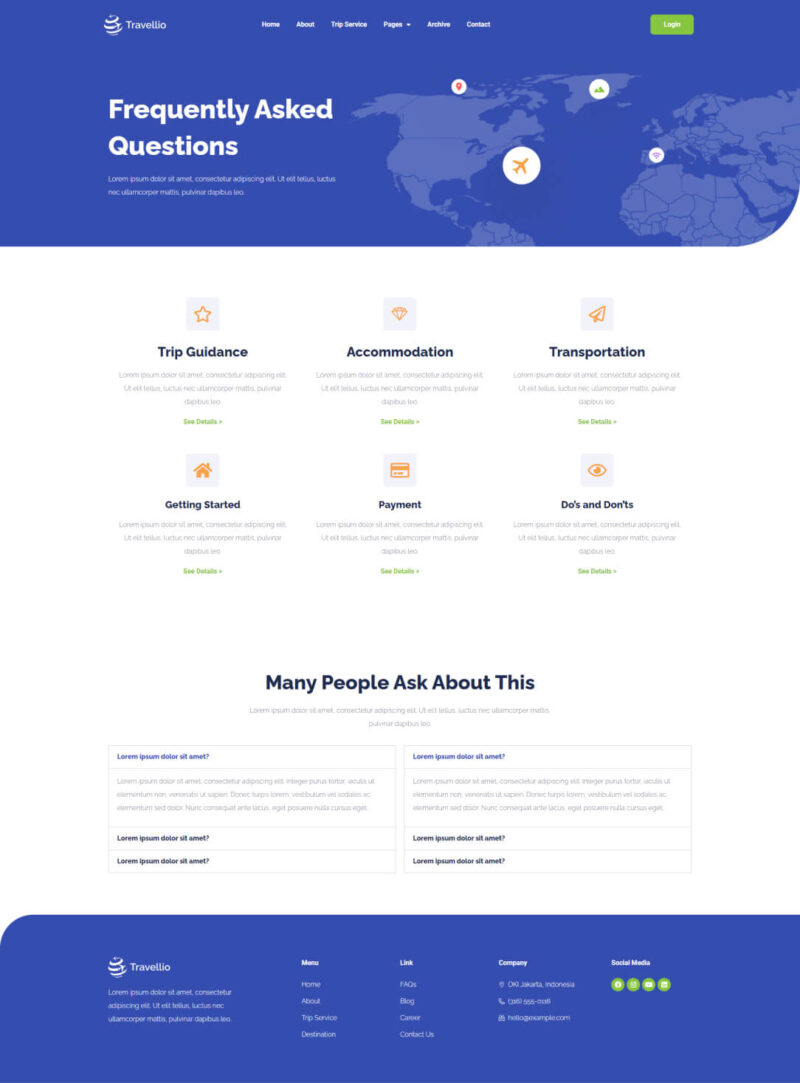 Travellio
Home
About
Trip Service
Pages
Archive
Contact
Login
Frequently Asked
Questions
Lorem ipsum dolor sit amet, consectetur adipiscing elit. Ut elit tellus, luctus
nec ullamcorper mattis, pulvinar dapibus leo.
Trip Guidance
Lorem ipsum dolor sit amet, consectetur adipiscing elit.
Ut elit tellus, luctus nec ullamcorper mattis, pulvinar
dapibus leo.
See Details >
Accommodation
Lorem ipsum dolor sit amet, consectetur adipiscing elit.
Ut elit tellus, luctus nec ullamcorper mattis, pulvinar
dapibus leo.
See Details >
Transportation
Lorem ipsum dolor sit amet, consectetur adipiscing elit.
Ut elit tellus, luctus nec ullamcorper mattis, pulvinar
dapibus leo.
See Details >
Getting Started
Lorem ipsum dolor sit amet, consectetur adipiscing elit.
Ut elit tellus, luctus nec ullamcorper mattis, pulvinar
dapibus leo.
See Details >
Payment
Lorem ipsum dolor sit amet, consectetur adipiscing elit.
Ut elit tellus, luctus nec ullamcorper mattis, pulvinar
dapibus leo.
See Details >
Do's and Don'ts
Lorem ipsum dolor sit amet, consectetur adipiscing elit.
Ut elit tellus, luctus nec ullamcorper mattis, pulvinar
dapibus leo.
See Details >
Many People Ask About This
Lorem ipsum dolor sit amet, consectetur adipiscing elit. Ut elit tellus, luctus nec ullamcorper mattis,
pulvinar dapibus leo.
Lorem ipsum dolor sit amet?
Lorem ipsum dolor sit amet, consectetur adipiscing elit. Integer purus tortor, iaculis ut
elementum non, venenatis ut sapien. Donec turpis lorem, vestibulum vel sodales ac,
elementum sed dolor. Nunc consequat ante lacus, eget posuere nulla cursus eget.
Lorem ipsum dolor sit amet?
Lorem ipsum dolor sit amet?
Lorem ipsum dolor sit amet?
Lorem ipsum dolor sit amet, consectetur adipiscing elit. Integer purus tortor, iaculis ut
elementum non, venenatis ut sapien. Donec turpis lorem, vestibulum vel sodales ac,
elementum sed dolor. Nunc consequat ante lacus, eget posuere nulla cursus eget.
Lorem ipsum dolor sit amet?
Lorem ipsum dolor sit amet?
Travellio
Lorem ipsum dolor sit amet, consectetur
adipiscing elit. Ut elit tellus, luctus nec
ullamcorper mattis, pulvinar dapibus leo.
Menu
Home
About
Trip Service
Destination
Link
FAQs
Blog
Career
Contact Us
Company
DKI Jakarta, Indonesia
(316) 555-0116
hello@example.com
Social Media